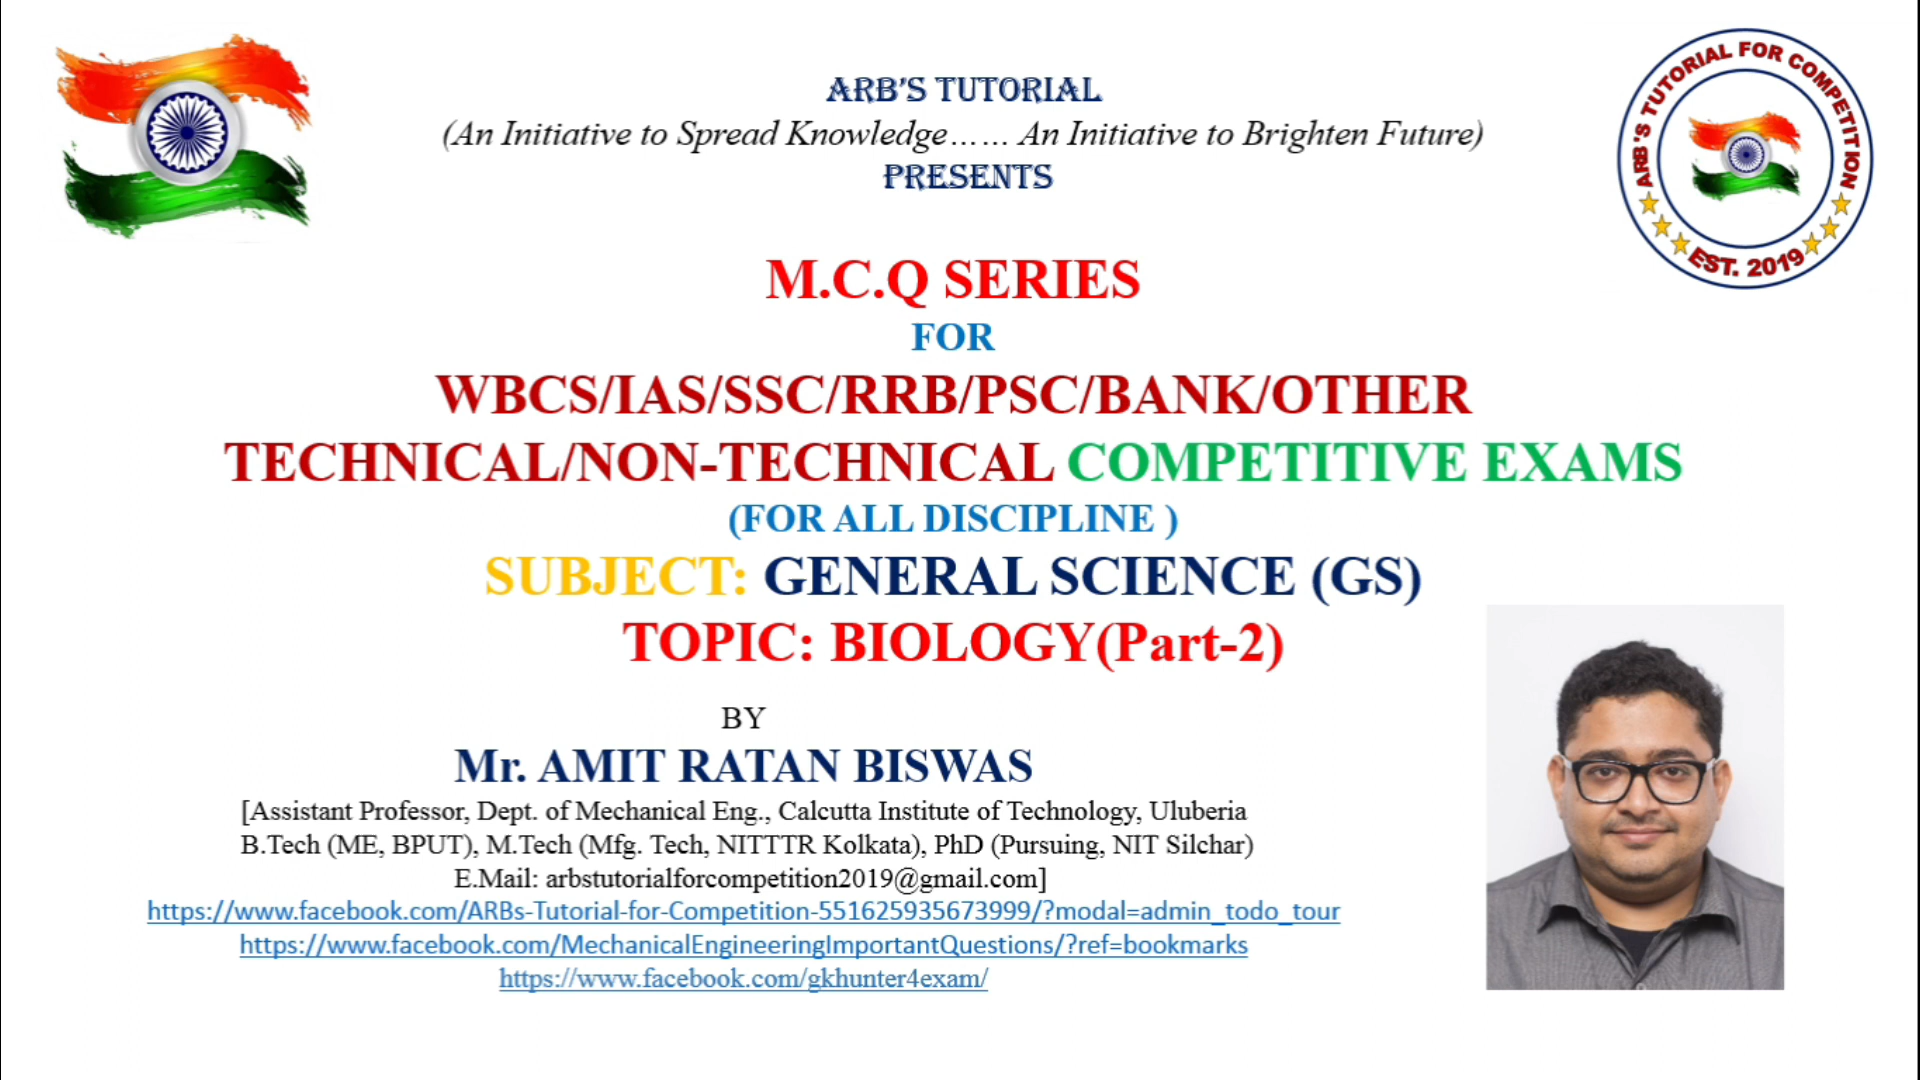 ARB'S TUTORIAL
(An Initiative to Spread Knowledge…… An Initiative to Brighten Future)
PRESENTS
ARB'S TUTORIAL FOR COMPETITION
EST. 2019
M.C.Q SERIES
FOR
WBCS/IAS/SSC/RRB/PSC/BANK/OTHER
TECHNICAL/NON-TECHNICAL COMPETITIVE EXAMS
(FOR ALL DISCIPLINE )
SUBJECT: GENERAL SCIENCE (GS)
TOPIC: BIOLOGY(Part-2)
BY
Mr. AMIT RATAN BISWAS
[Assistant Professor, Dept. of Mechanical Eng., Calcutta Institute of Technology, Uluberia
B.Tech (ME, BPUT), M.Tech (Mfg. Tech, NITTTR Kolkata), PhD (Pursuing, NIT Silchar)
E.Mail: arbstutorialforcompetition2019@gmail.com]
https://www.facebook.com/ARBs-Tutorial-for-Competition-551625935673999/?modal=admin_todo_tour
https://www.facebook.com/MechanicalEngineeringImportantQuestions/?ref=bookmarks
https://www.facebook.com/gkhunter4exam/